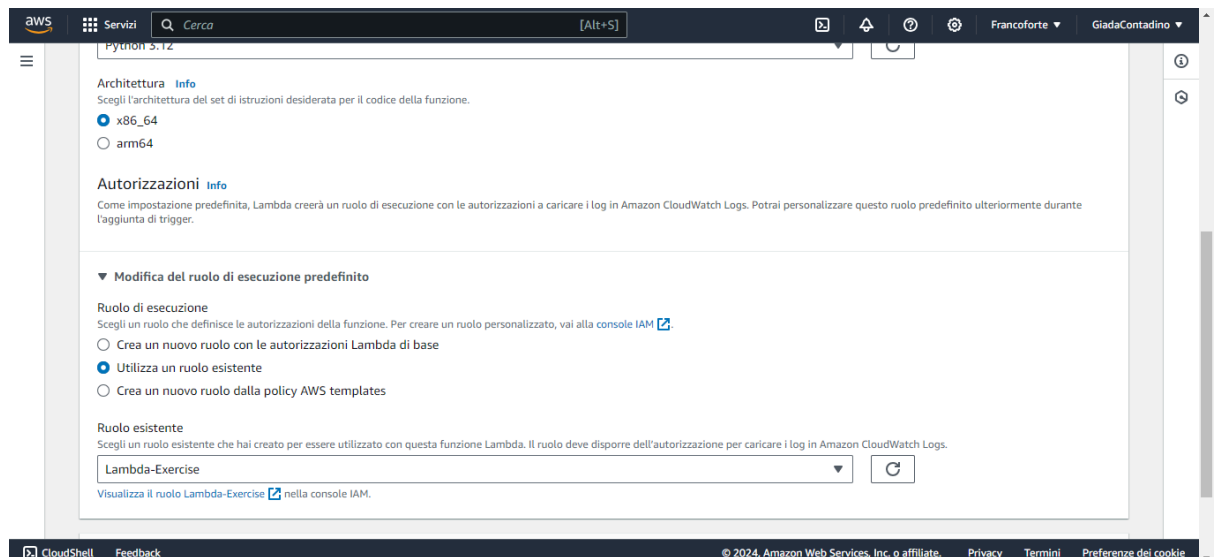 aws
Servizi
Cerca
[Alt+S]
Francoforte
GiadaContadino
Python 3.12
Architettura Info
Scegli l'architettura del set di istruzioni desiderata per il codice della funzione.
x86_64
arm64
Autorizzazioni Info
Come impostazione predefinita, Lambda creerà un ruolo di esecuzione con le autorizzazioni a caricare i log in Amazon CloudWatch Logs. Potrai personalizzare questo ruolo predefinito ulteriormente durante
l'aggiunta di trigger.
Modifica del ruolo di esecuzione predefinito
Ruolo di esecuzione
Scegli un ruolo che definisce le autorizzazioni della funzione. Per creare un ruolo personalizzato, vai alla console IAM.
Crea un nuovo ruolo con le autorizzazioni Lambda di base
Utilizza un ruolo esistente
Crea un nuovo ruolo dalla policy AWS templates
Ruolo esistente
Scegli un ruolo esistente che hai creato per essere utilizzato con questa funzione Lambda. Il ruolo deve disporre dell'autorizzazione per caricare i log in Amazon CloudWatch Logs.
Lambda-Exercise
Visualizza il ruolo Lambda-Exercise nella console IAM.
CloudShell Feedback © 2024, Amazon Web Services, Inc. o affiliate. Privacy Termini Preferenze dei cookie